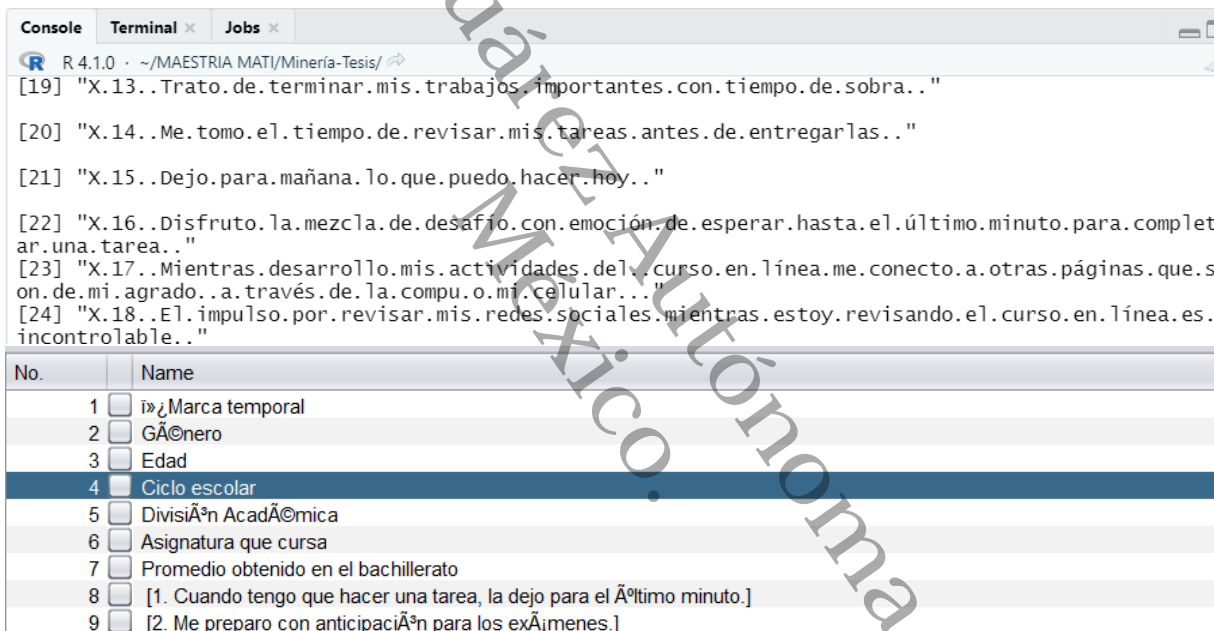 Console Terminal × Jobs ×
R R 4.1.0 · ~/MAESTRIA MATI/Minería-Tesis/
[19] "X.13..Trato.de.terminar.mis.trabajos.importantes.con.tiempo.de.sobra.."
[20] "X.14..Me.tomo.el.tiempo.de.revisar.mis.tareas.antes.de.entregarlas.."
[21] "X.15..Dejo.para.mañana.lo.que.puedo.hacer.hoy.."
[22] "X.16..Disfruto.la.mezcla.de.desafío.con.emoción.de.esperar.hasta.el.último.minuto.para.complet
ar.una.tarea.."
[23] "X.17..Mientras.desarrollo.mis.actividades.del..curso.en.línea.me.conecto.a.otras.páginas.que.s
on.de.mi.agrado..a.través.de.la.compu.o.mi.celular..."
[24] "X.18..El.impulso.por.revisar.mis.redes.sociales.mientras.estoy.revisando.el.curso.en.línea.es.
incontrolable.."
No. Name
1 ï»¿Marca temporal
2 GÃ©nero
3 Edad
4 Ciclo escolar
5 DivisiÃ³n AcadÃ©mica
6 Asignatura que cursa
7 Promedio obtenido en el bachillerato
8 [1. Cuando tengo que hacer una tarea, la dejo para el Ãºltimo minuto.]
9 [2. Me preparo con anticipaciÃ³n para los exÃ¡menes.]
Autónoma
México.